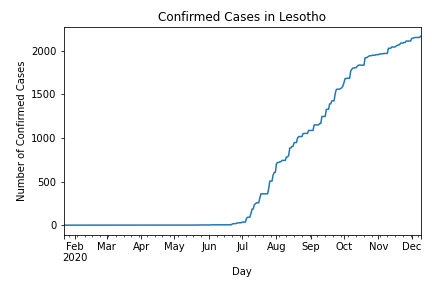 Confirmed Cases in Lesotho
Number of Confirmed Cases
2000
1500
1000
500
0
Feb Mar Apr May Jun Jul Aug Sep Oct Nov Dec
2020
Day